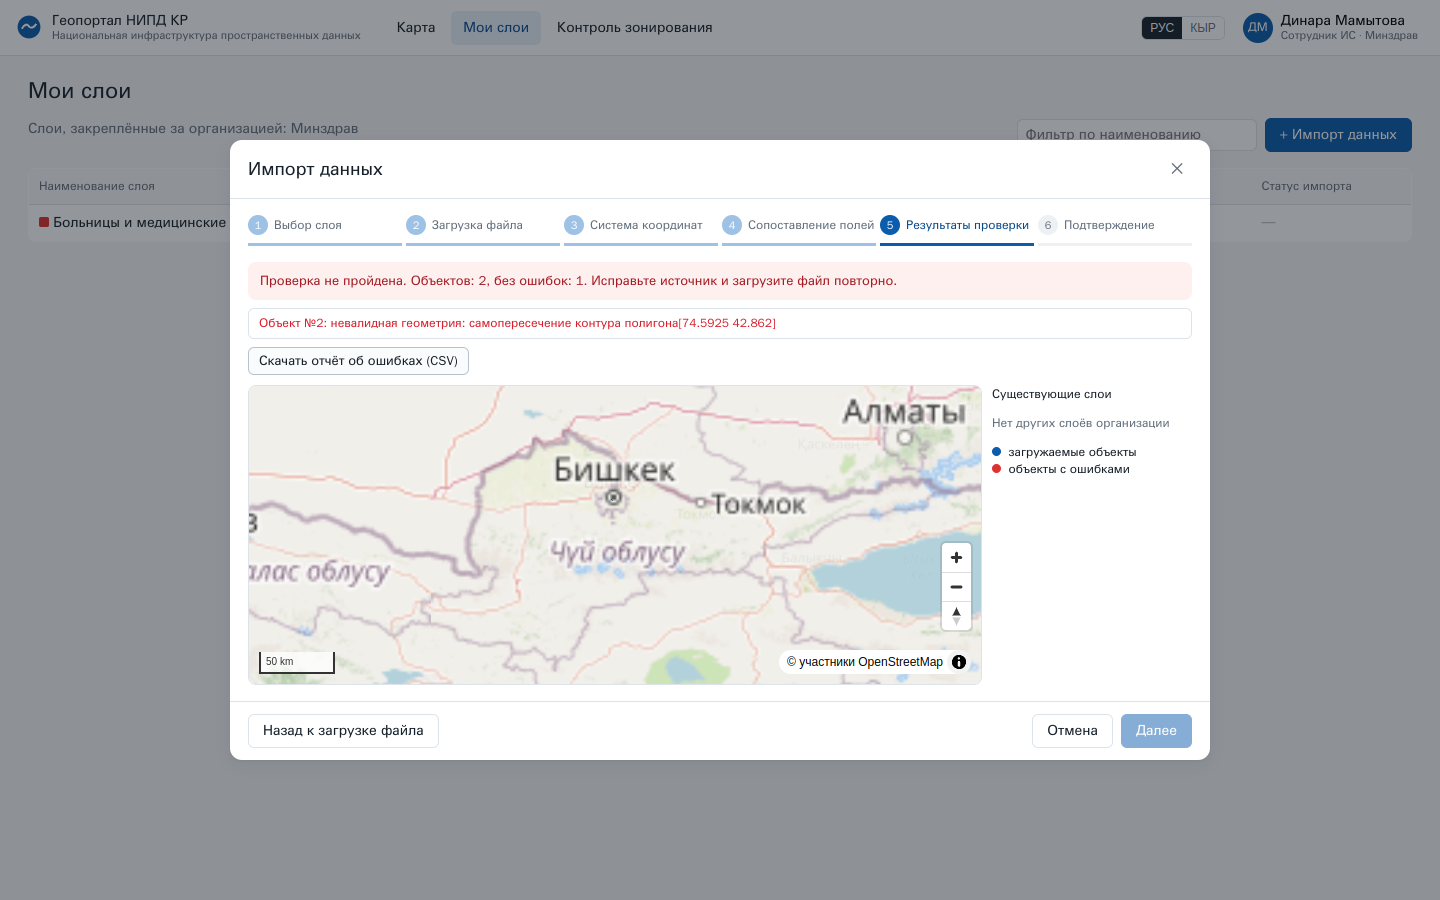 Геопортал НИПД КР
Национальная инфраструктура пространственных данных
Карта
Мои слои
Контроль зонирования
РУС
КЫР
ДМ
Динара Мамытова
Сотрудник ИС · Минздрав
Мои слои
Слои, закреплённые за организацией: Минздрав
Фильтр по наименованию
+ Импорт данных
Наименование слоя
Статус импорта
Больницы и медицинские
—
Импорт данных
1 Выбор слоя
2 Загрузка файла
3 Система координат
4 Сопоставление полей
5 Результаты проверки
6 Подтверждение
Проверка не пройдена. Объектов: 2, без ошибок: 1. Исправьте источник и загрузите файл повторно.
Объект №2: невалидная геометрия: самопересечение контура полигона[74.5925 42.862]
Скачать отчёт об ошибках (CSV)
Алматы
Каскелен
Бишкек
Токмок
Токмок
Чуй облусу
Балыкчы
алас облусу
50 km
© участники OpenStreetMap
Существующие слои
Нет других слоёв организации
загружаемые объекты
объекты с ошибками
Назад к загрузке файла
Отмена
Далее